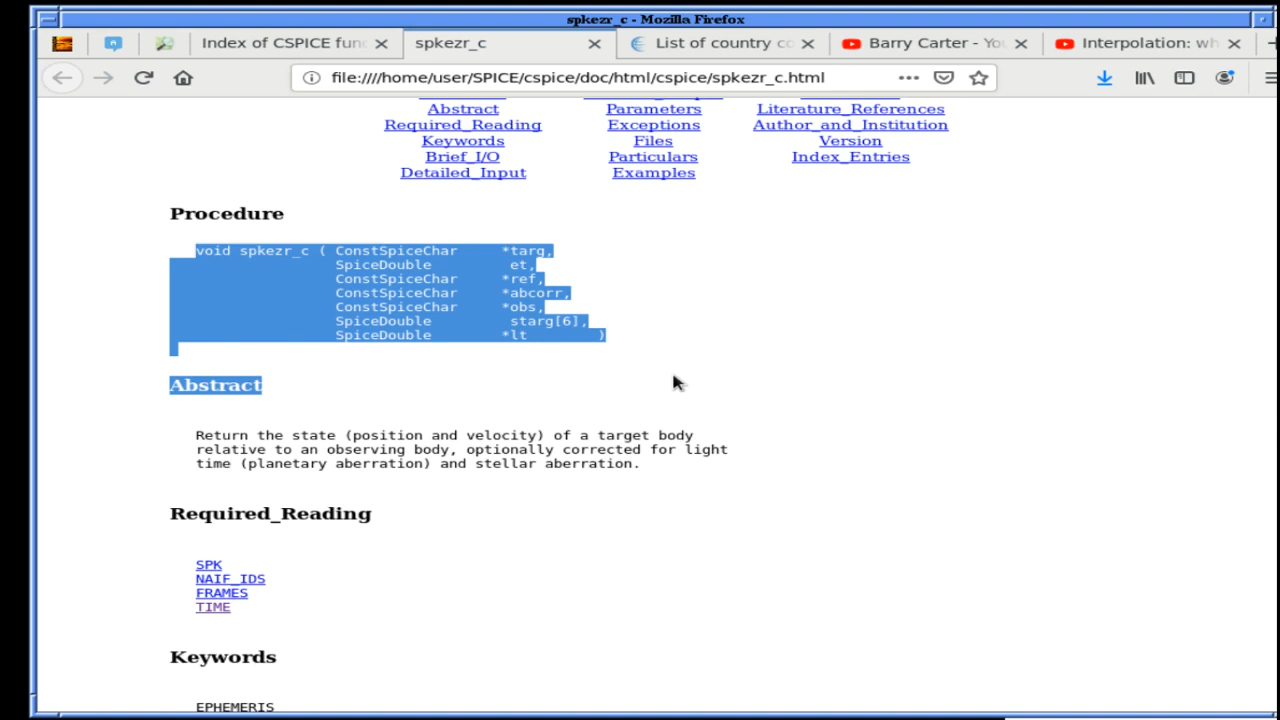 spkezr_c - Mozilla Firefox
Index of CSPICE fun
spkezr_c
List of country co
Barry Carter - You
Interpolation: wh
file:////home/user/SPICE/cspice/doc/html/cspice/spkezr_c.html
Abstract Parameters Literature_References
Required_Reading Exceptions Author_and_Institution
Keywords Files Version
Brief_I/O Particulars Index_Entries
Detailed_Input Examples
Procedure
void spkezr_c ( ConstSpiceChar *targ,
SpiceDouble et,
ConstSpiceChar *ref,
ConstSpiceChar *abcorr,
ConstSpiceChar *obs,
SpiceDouble starg[6],
SpiceDouble *lt )
Abstract
Return the state (position and velocity) of a target body
relative to an observing body, optionally corrected for light
time (planetary aberration) and stellar aberration.
Required_Reading
SPK
NAIF_IDS
FRAMES
TIME
Keywords
EPHEMERIS